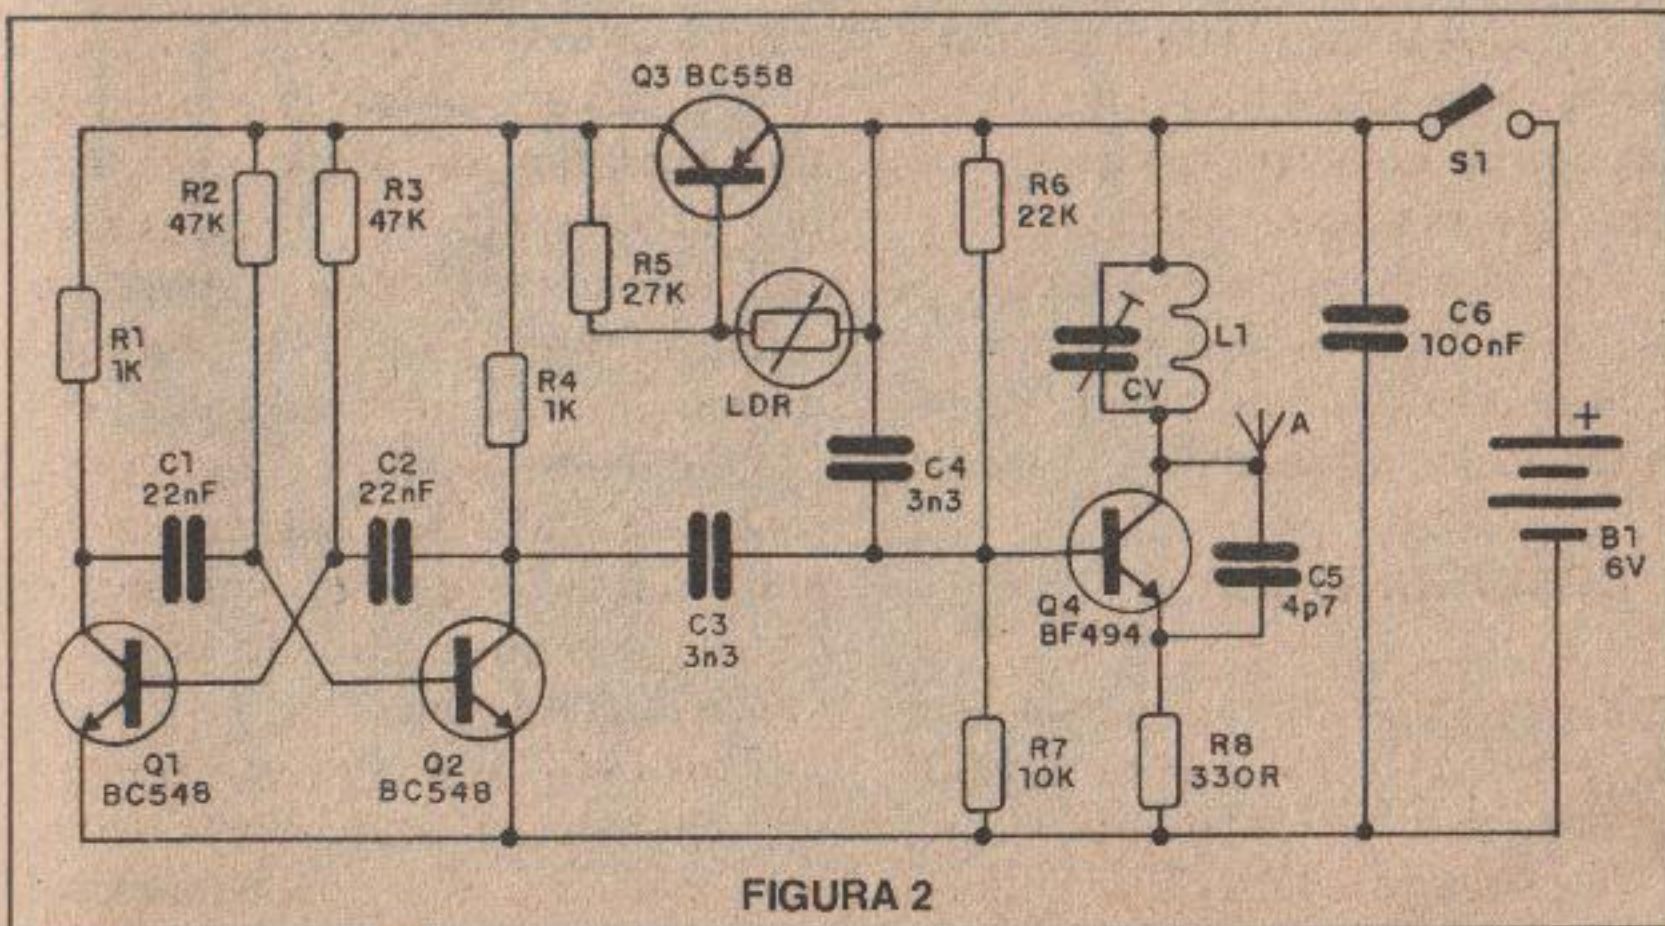 Q3 BC558
R2
47K
R3
47K
R5
27K
R6
22K
S1
R1
1K
R4
1K
LDR
L1
CV
C6
100nF
A
+
C1
22nF
C2
22nF
C4
3n3
B1
6V
C3
3n3
Q4
BF494
C5
4p7
Q1
BC548
Q2
BC548
R7
10K
R8
330R
FIGURA 2